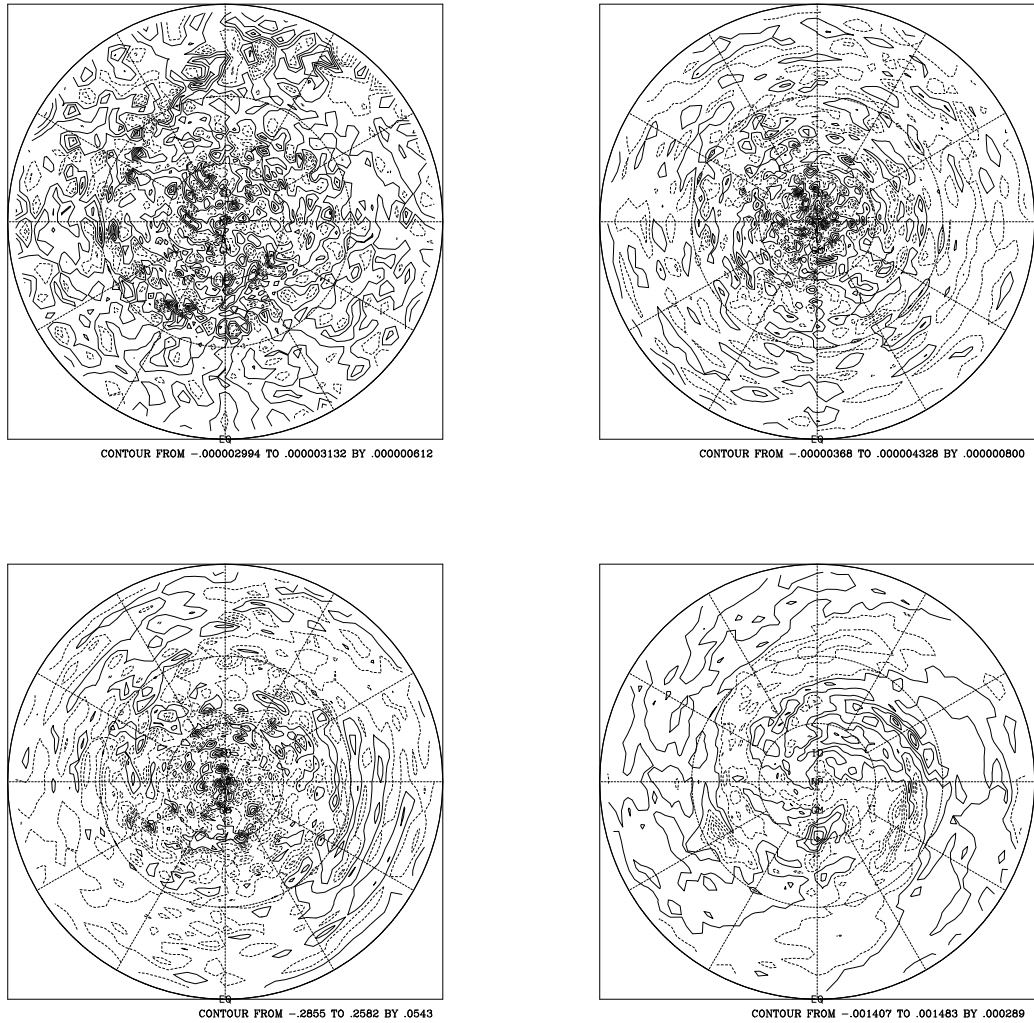 EQ
CONTOUR FROM -.000002994 TO .000003132 BY .000000612
EQ
CONTOUR FROM -.00000368 TO .000004328 BY .000000800
EQ
CONTOUR FROM -.2855 TO .2582 BY .0543
NP
EQ
CONTOUR FROM -.001407 TO .001483 BY .000289